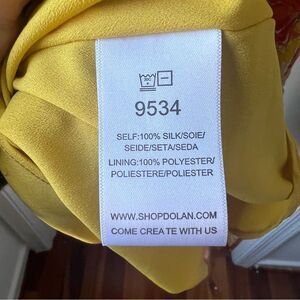 9534
SELF:100% SILK/SOIE/
SEIDE/SETA/SEDA
LINING:100% POLYESTER/
POLIESTERE/POLIESTER
WWW.SHOPDOLAN.COM
COME CREATE WITH US